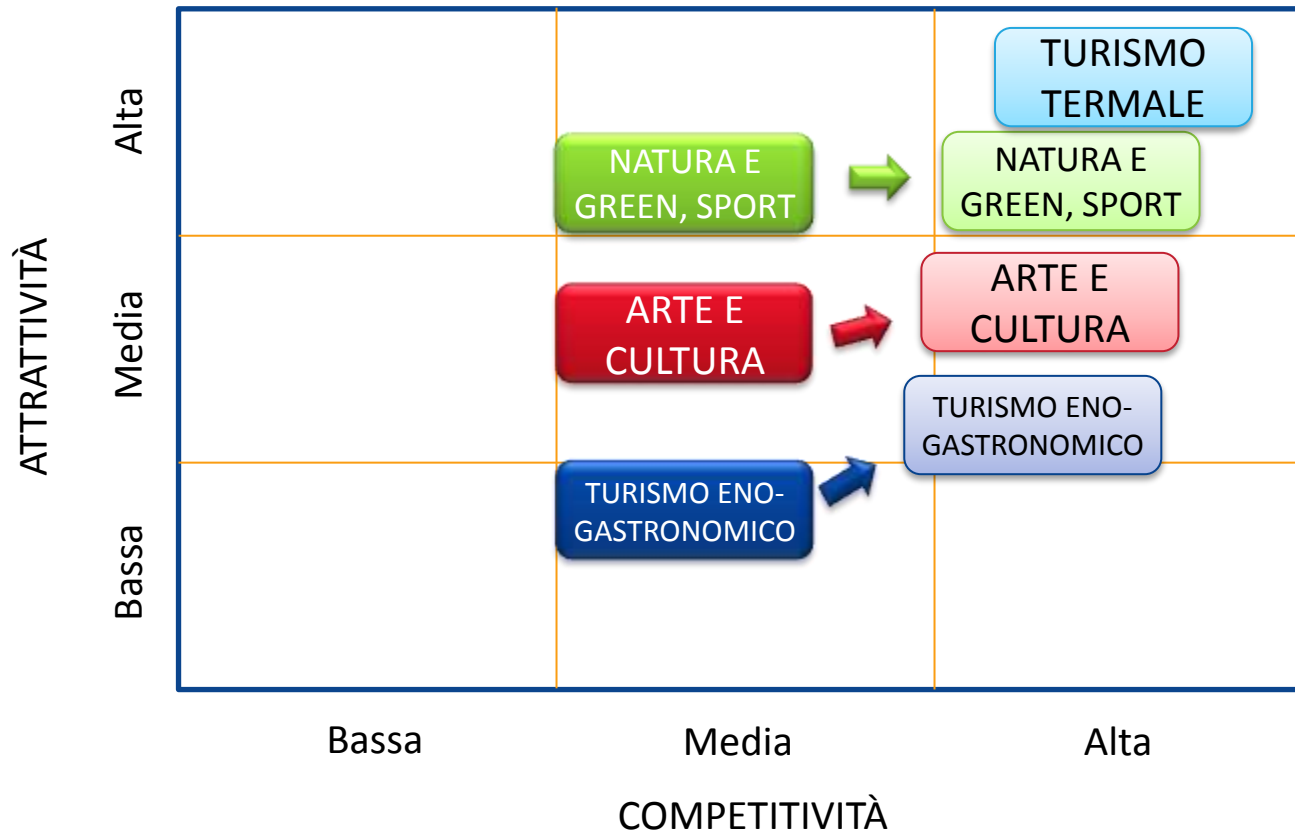 ATTRATTIVITÀ
Alta
Media
Bassa
TURISMO
TERMALE
NATURA E
GREEN, SPORT
NATURA E
GREEN, SPORT
ARTE E
CULTURA
ARTE E
CULTURA
TURISMO ENO-
GASTRONOMICO
TURISMO ENO-
GASTRONOMICO
Bassa
Media
Alta
COMPETITIVITÀ